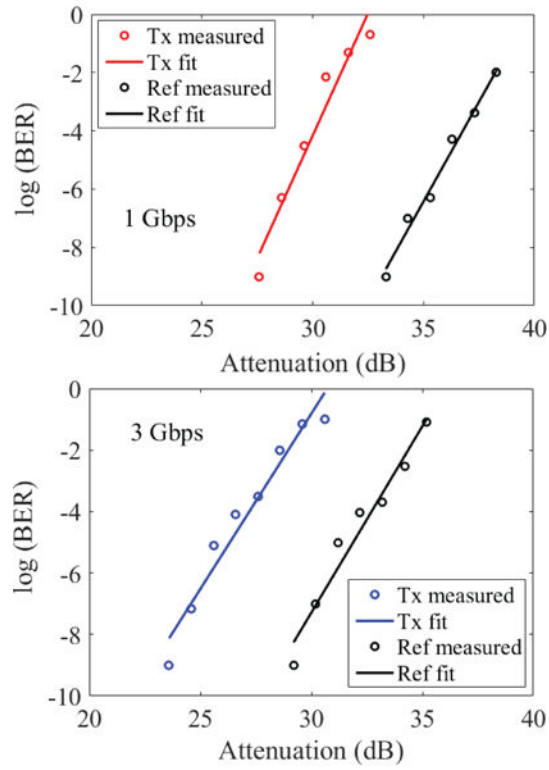 0
-2
-4
-6
-8
-10
log (BER)
Tx measured
Tx fit
Ref measured
Ref fit
1 Gbps
20 25 30 35 40
Attenuation (dB)
0
-2
-4
-6
-8
-10
log (BER)
3 Gbps
Tx measured
Tx fit
Ref measured
Ref fit
20 25 30 35 40
Attenuation (dB)